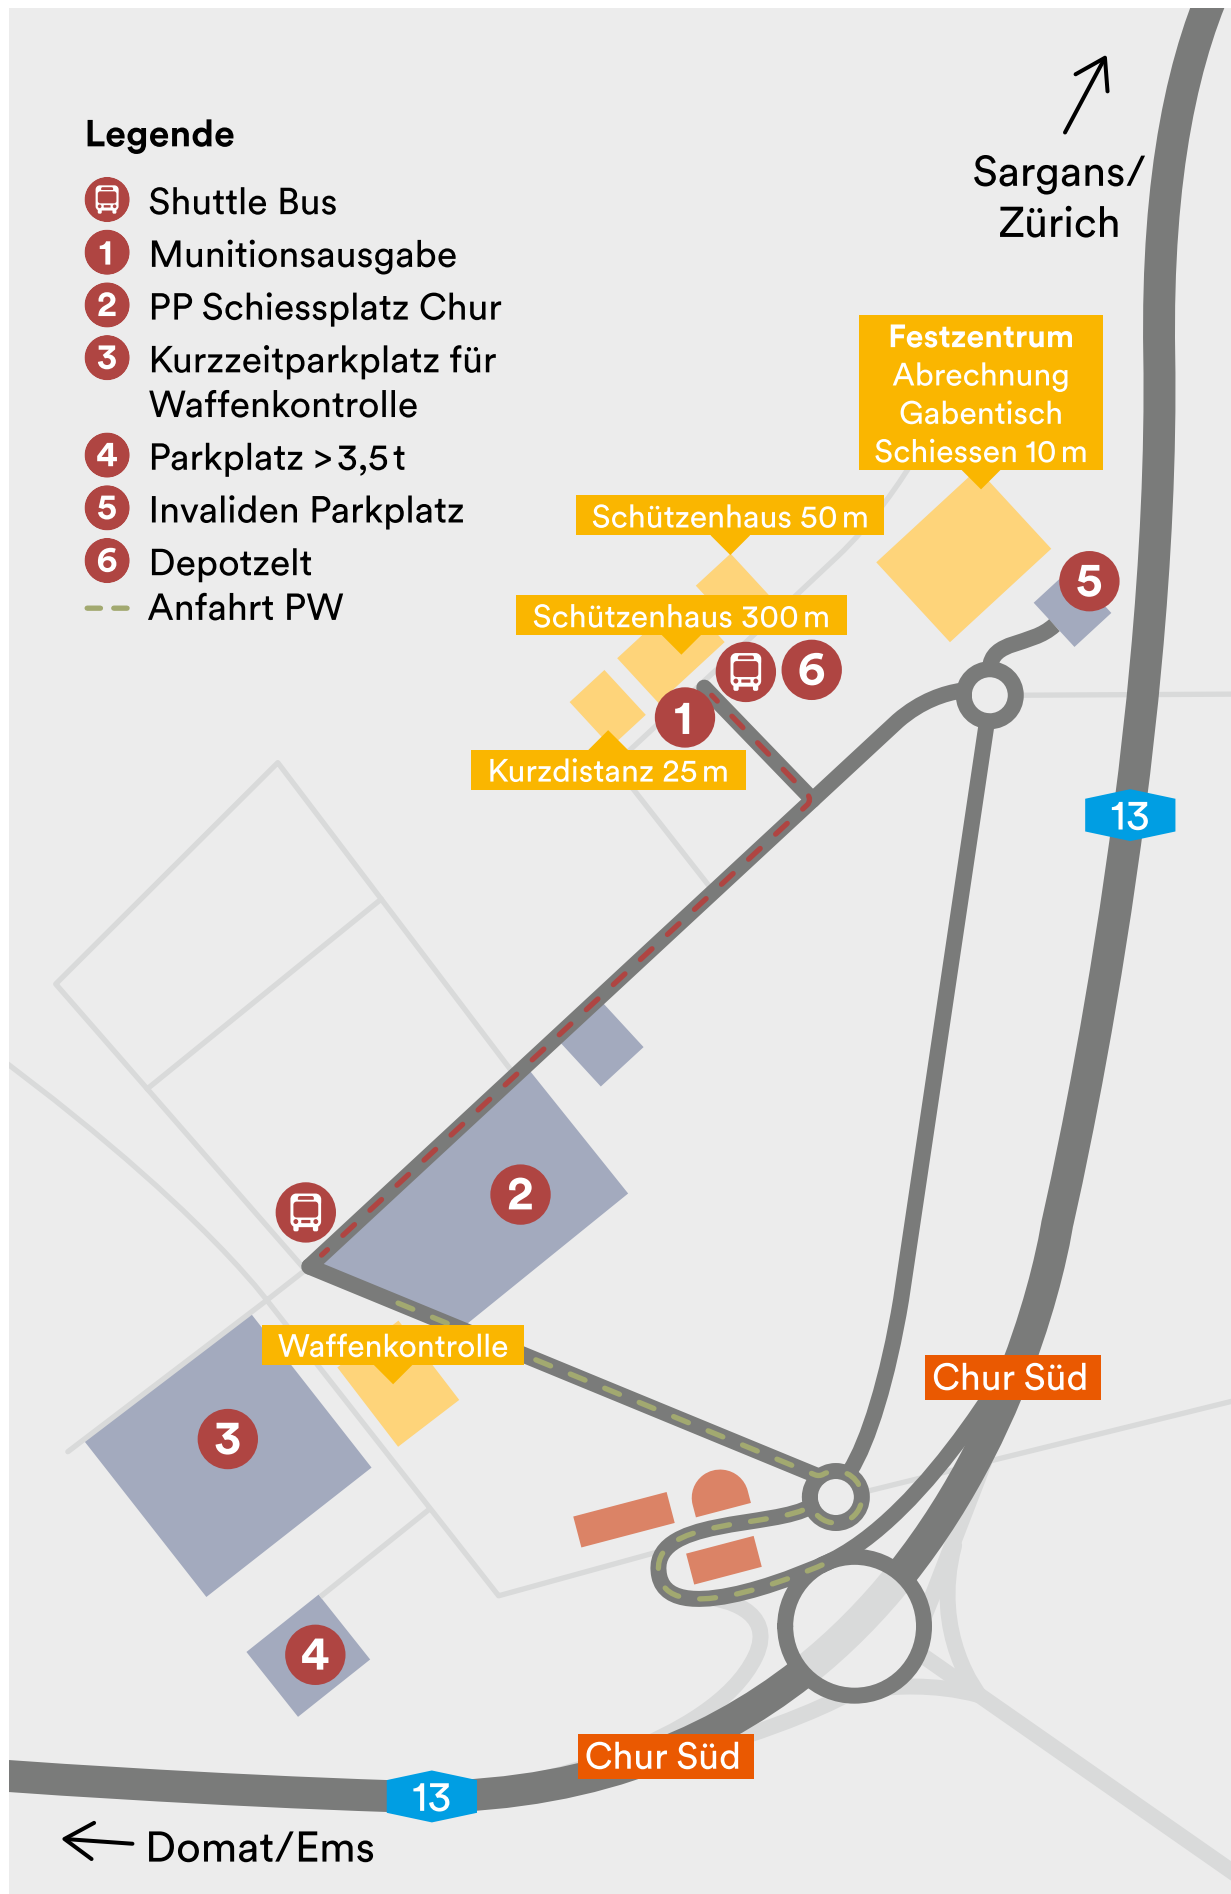 Legende
Shuttle Bus
1 Munitionsausgabe
2 PP Schiessplatz Chur
3 Kurzzeitparkplatz für
Waffenkontrolle
4 Parkplatz > 3,5 t
5 Invaliden Parkplatz
6 Depotzelt
Anfahrt PW
Sargans/
Zürich
Festzentrum
Abrechnung
Gabentisch
Schiessen 10 m
Schützenhaus 50 m
5
Schützenhaus 300 m
6
1
Kurzdistanz 25 m
13
2
Waffenkontrolle
Chur Süd
3
4
Chur Süd
13
Domat/Ems